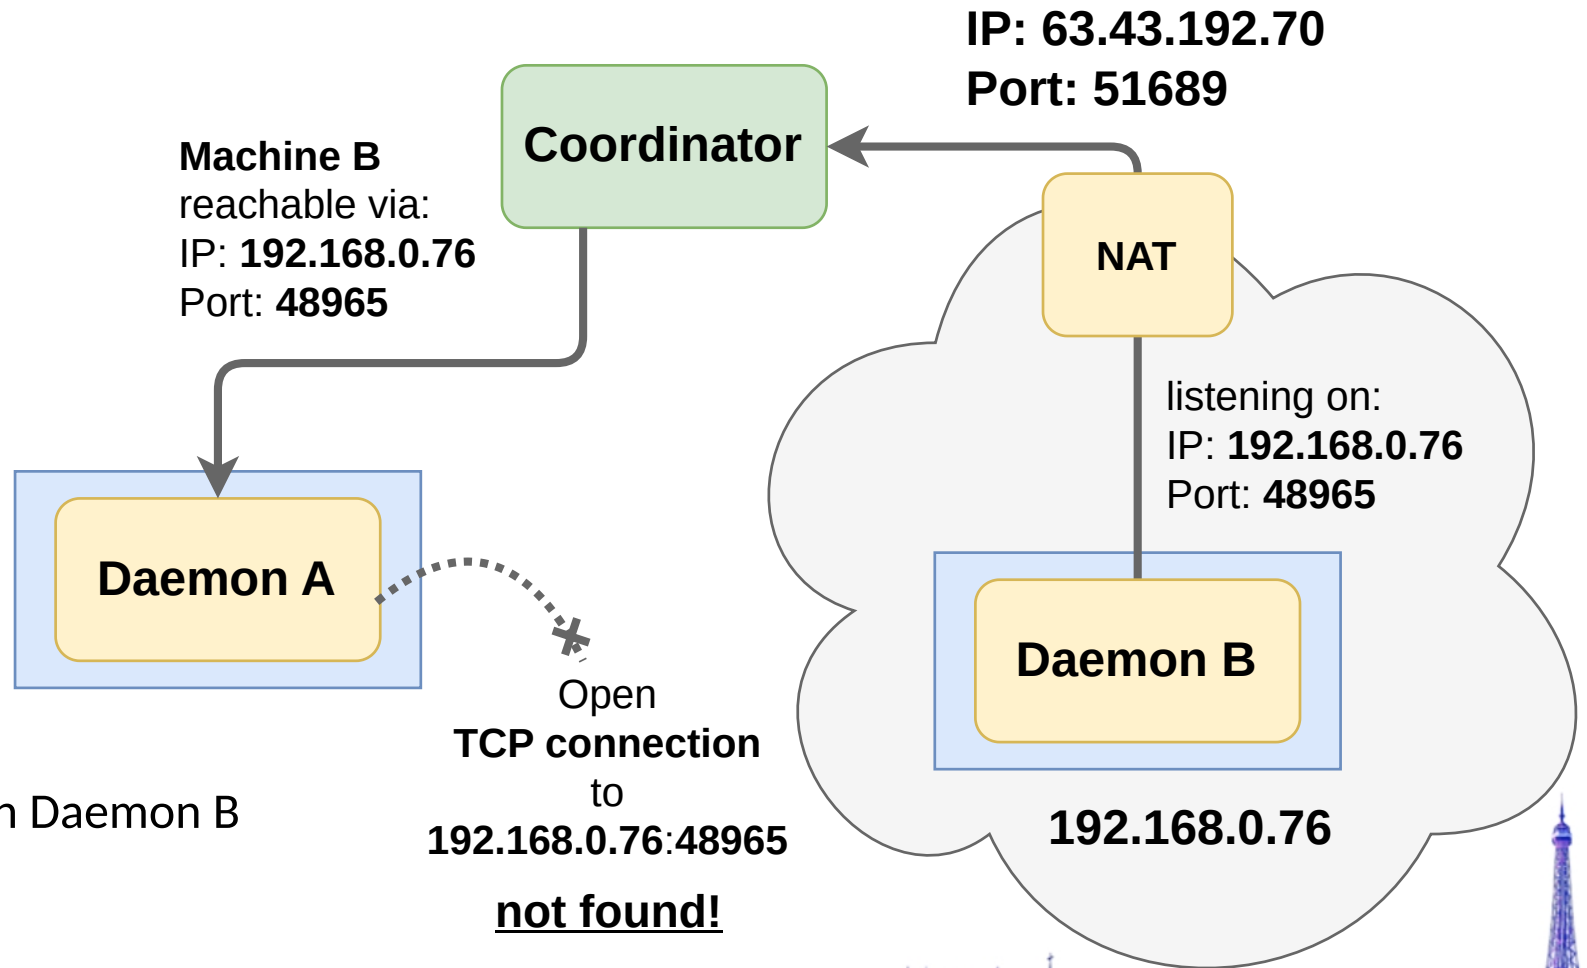 IP: 63.43.192.70
Port: 51689
Coordinator
Machine B
reachable via:
IP: 192.168.0.76
Port: 48965
NAT
listening on:
IP: 192.168.0.76
Port: 48965
Daemon A
Daemon B
Open
TCP connection
to
192.168.0.76:48965
not found!
Daemon B
192.168.0.76